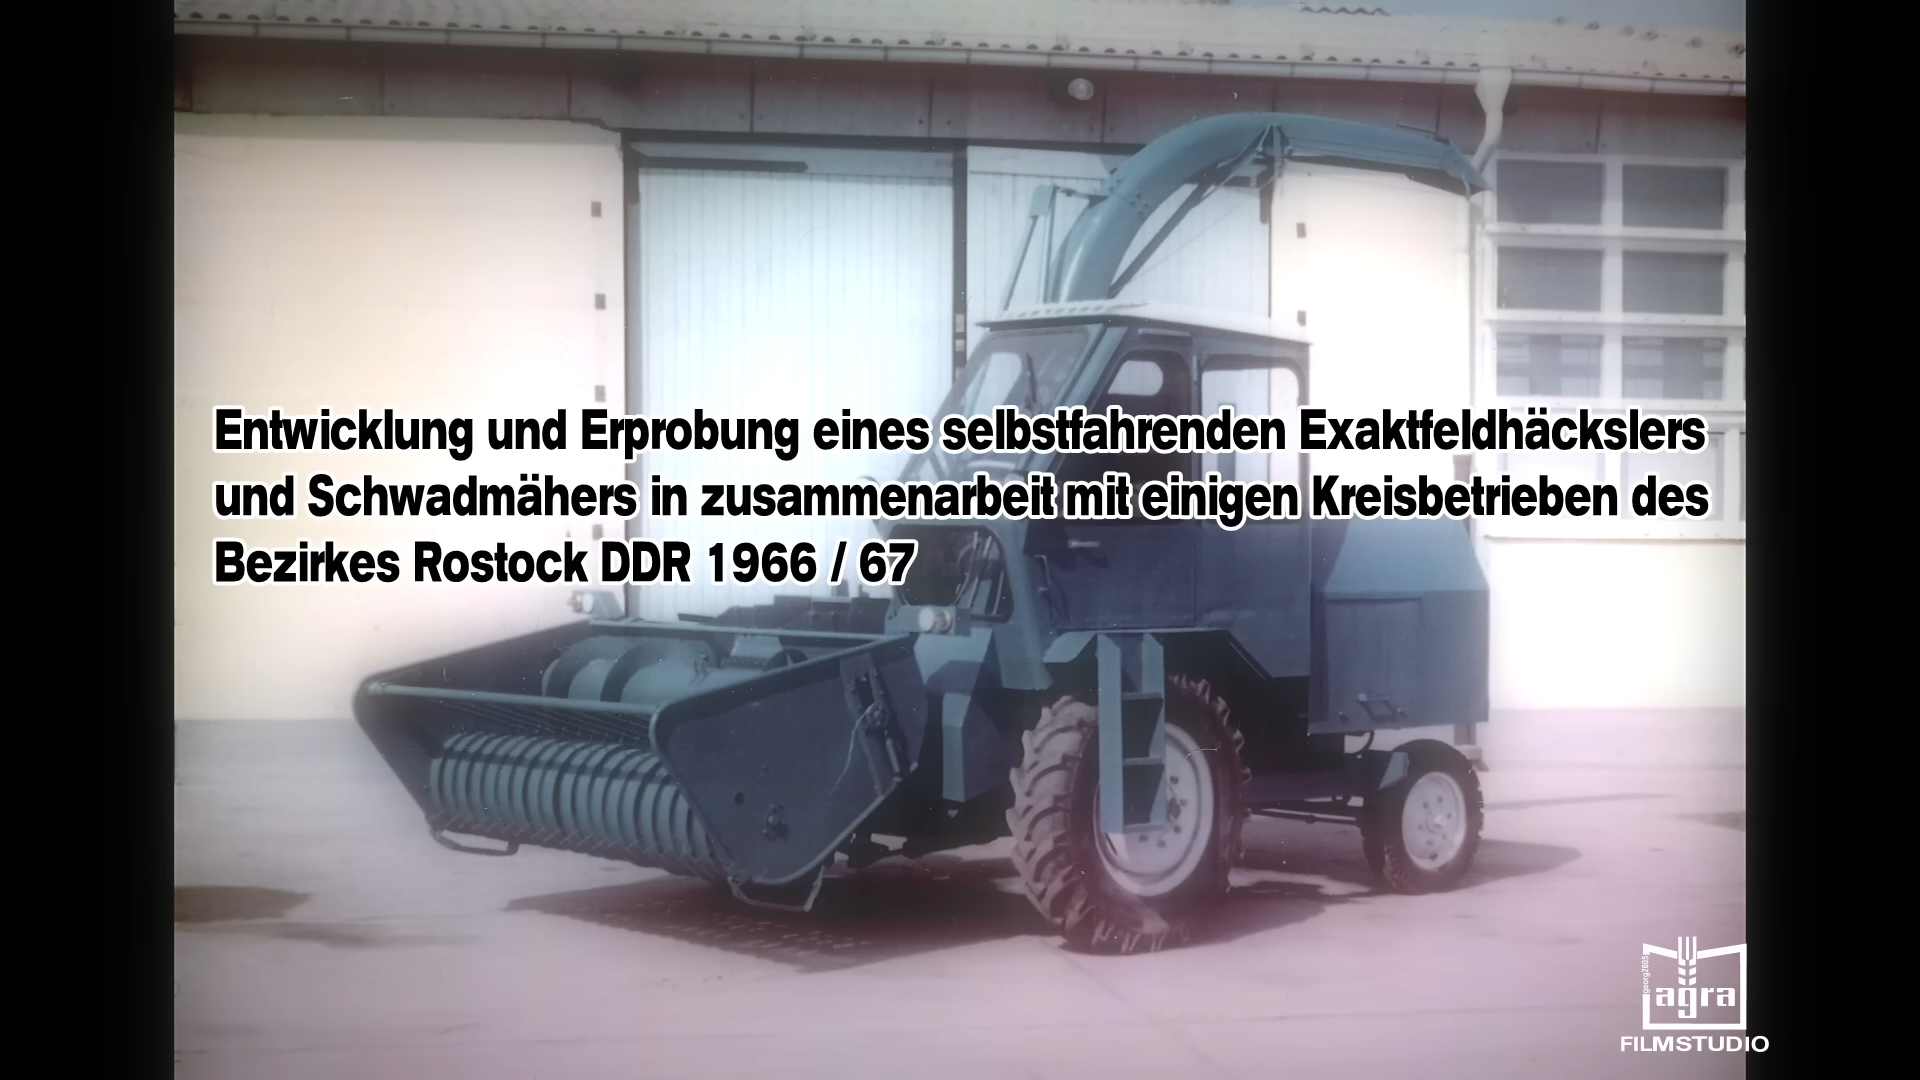 Entwicklung und Erprobung eines selbstfahrenden Exaktfeldhäckslers
und Schwadmähers in zusammenarbeit mit einigen Kreisbetrieben des
Bezirkes Rostock DDR 1966 / 67
georg2605
agra
FILMSTUDIO